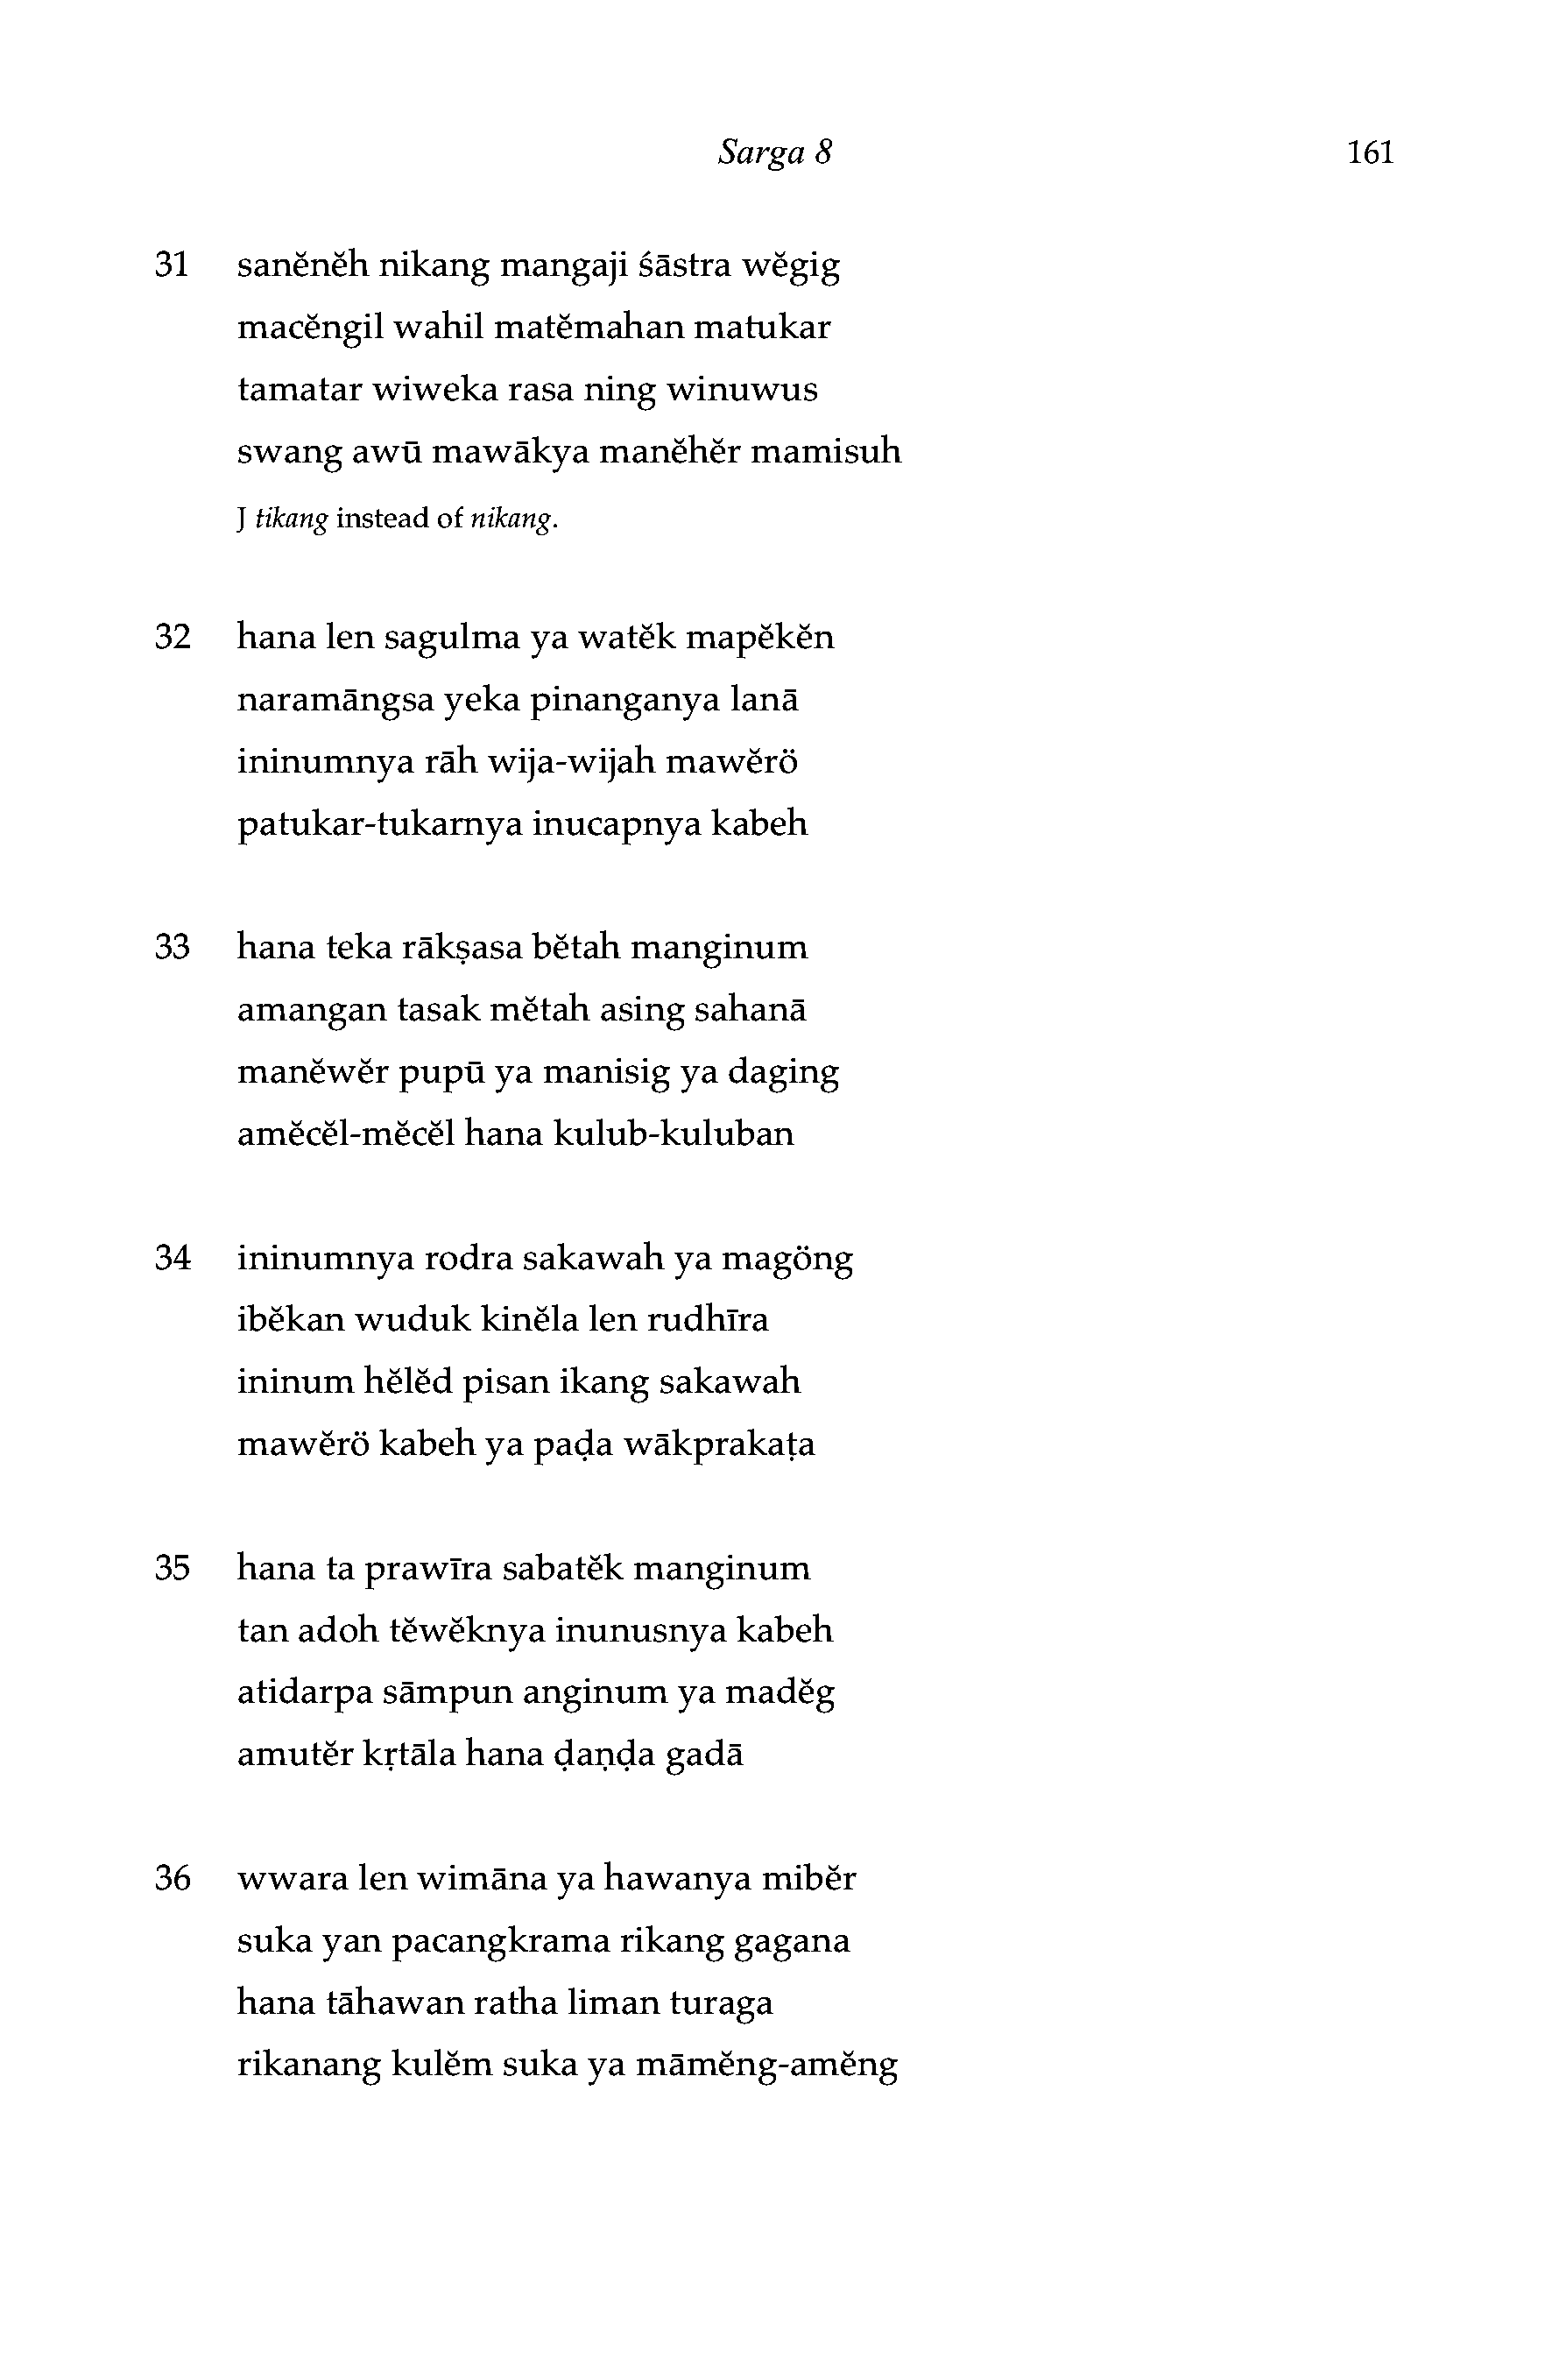 Sarga 8 161
31 sanĕnĕh nikang mangaji śāstra wĕgig
macĕngil wahil matĕmahan matukar
tamatar wiweka rasa ning winuwus
swang awū mawākya manĕhĕr mamisuh
J tikang instead of nikang.
32 hana len sagulma ya watĕk mapĕkĕn
naramāngsa yeka pinanganya lanā
ininumnya rāh wija-wijah mawĕrö
patukar-tukarnya inucapnya kabeh
33 hana teka rākṣasa bĕtah manginum
amangan tasak mĕtah asing sahanā
manĕwĕr pupū ya manisig ya daging
amĕcĕl-mĕcĕl hana kulub-kuluban
34 ininumnya rodra sakawah ya magöng
ibĕkan wuduk kinĕla len rudhīra
ininum hĕlĕd pisan ikang sakawah
mawĕrö kabeh ya paḍa wākprakaṭa
35 hana ta prawīra sabatĕk manginum
tan adoh tĕwĕknya inunusnya kabeh
atidarpa sāmpun anginum ya madĕg
amutĕr kṛtāla hana ḍaṇḍa gadā
36 wwara len wimāna ya hawanya mibĕr
suka yan pacangkrama rikang gagana
hana tāhawan ratha liman turaga
rikanang kulĕm suka ya māmĕng-amĕng